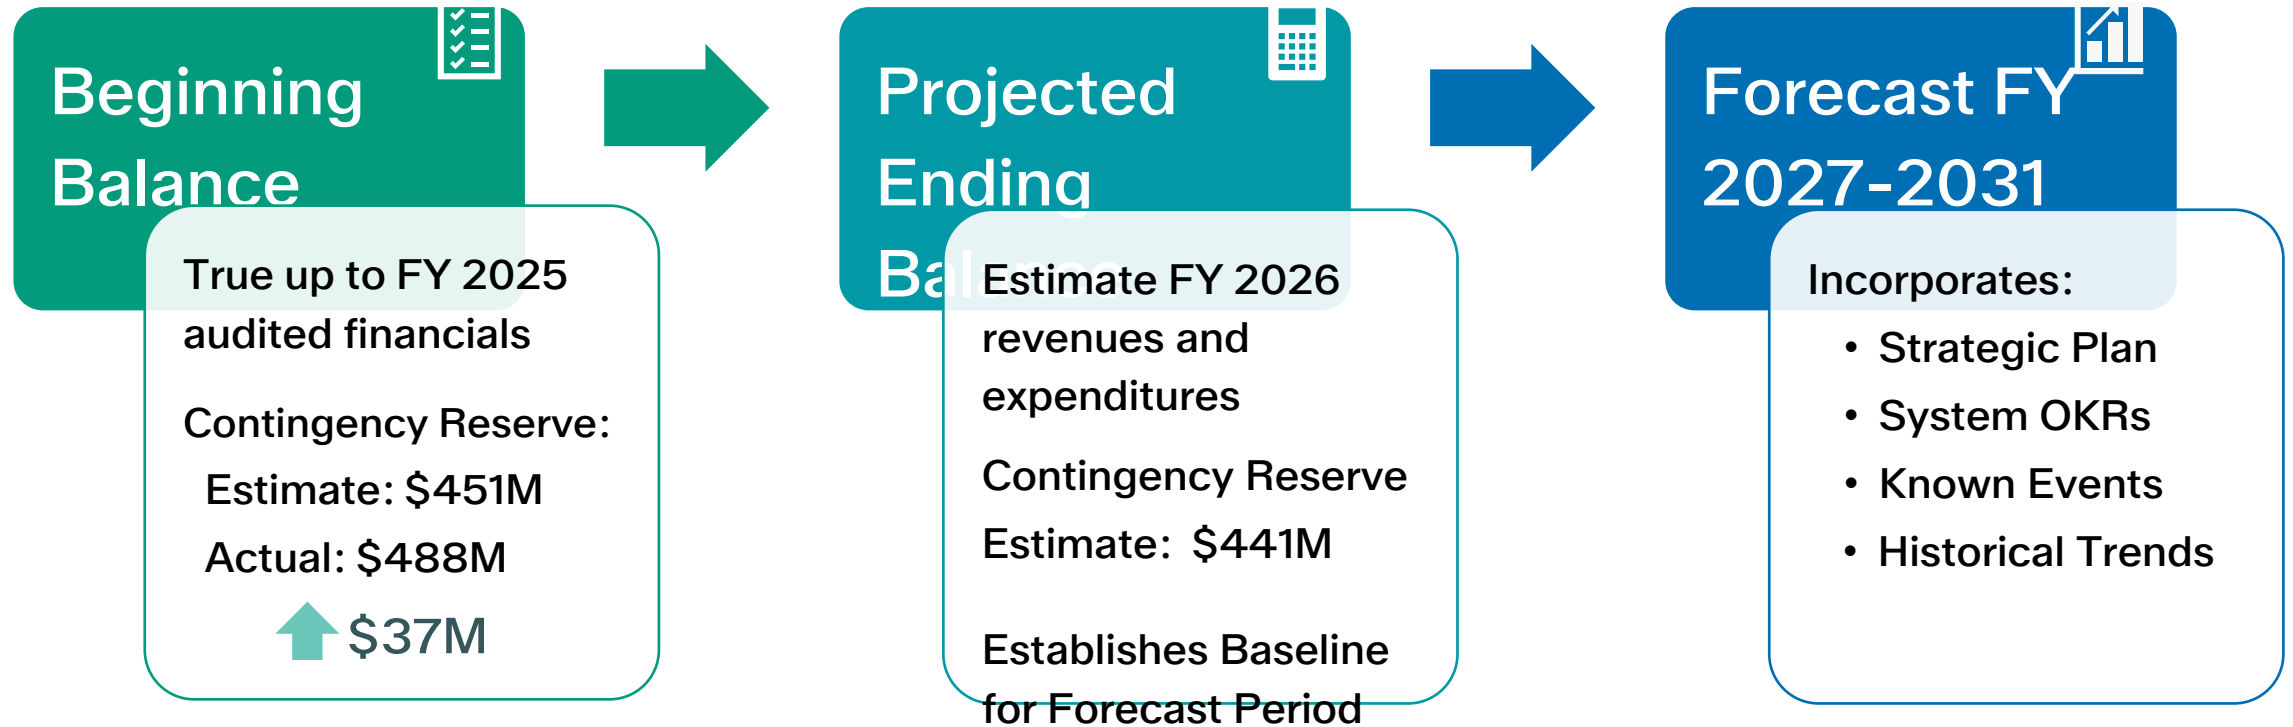 Beginning
Balance
True up to FY 2025
audited financials
Contingency Reserve:
Estimate: $451M
Actual: $488M
$37M
Projected
Ending
Balance
Estimate FY 2026
revenues and
expenditures
Contingency Reserve
Estimate: $441M
Establishes Baseline
for Forecast Period
Forecast FY
2027-2031
Incorporates:
• Strategic Plan
• System OKRs
• Known Events
• Historical Trends